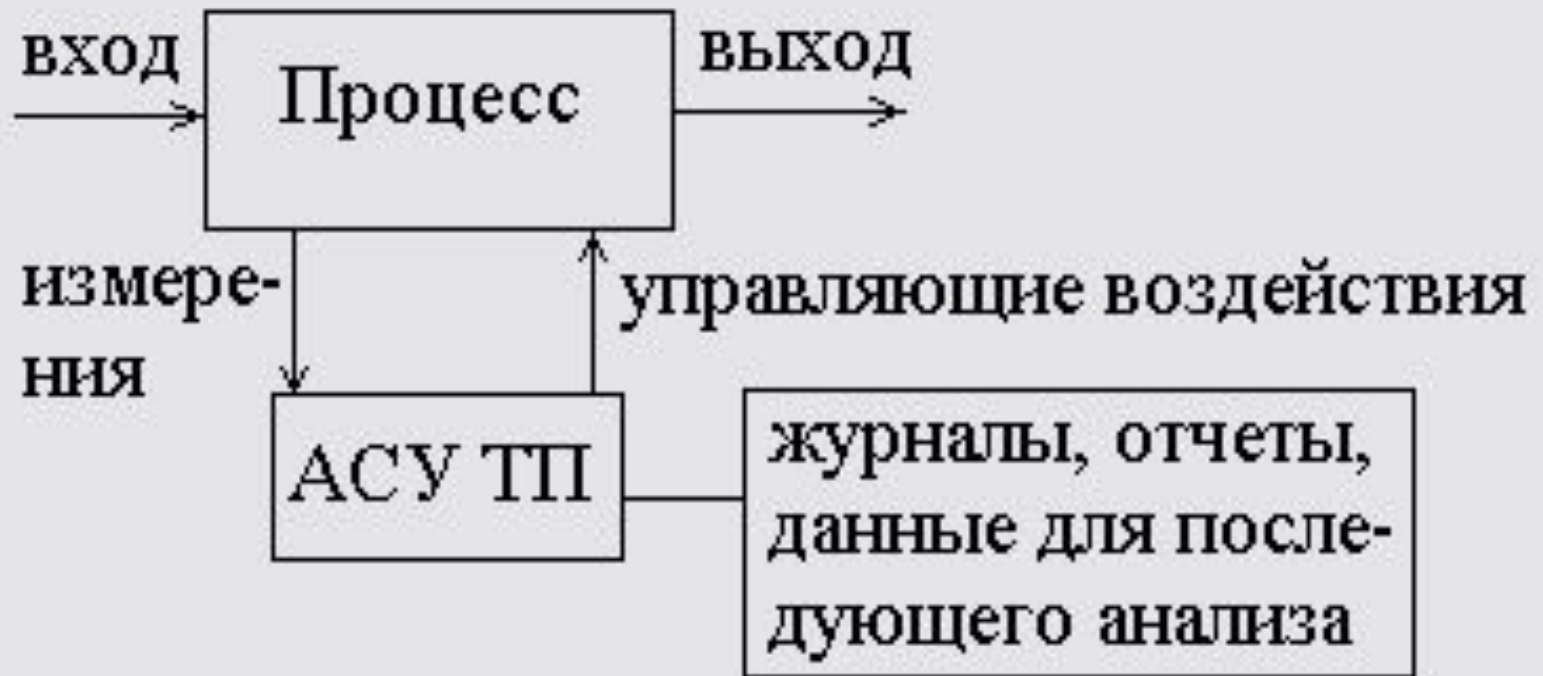 вход
Процесс
выход
измере-
ния
управляющие воздействия
АСУ ТП
журналы, отчеты,
данные для после-
дующего анализа